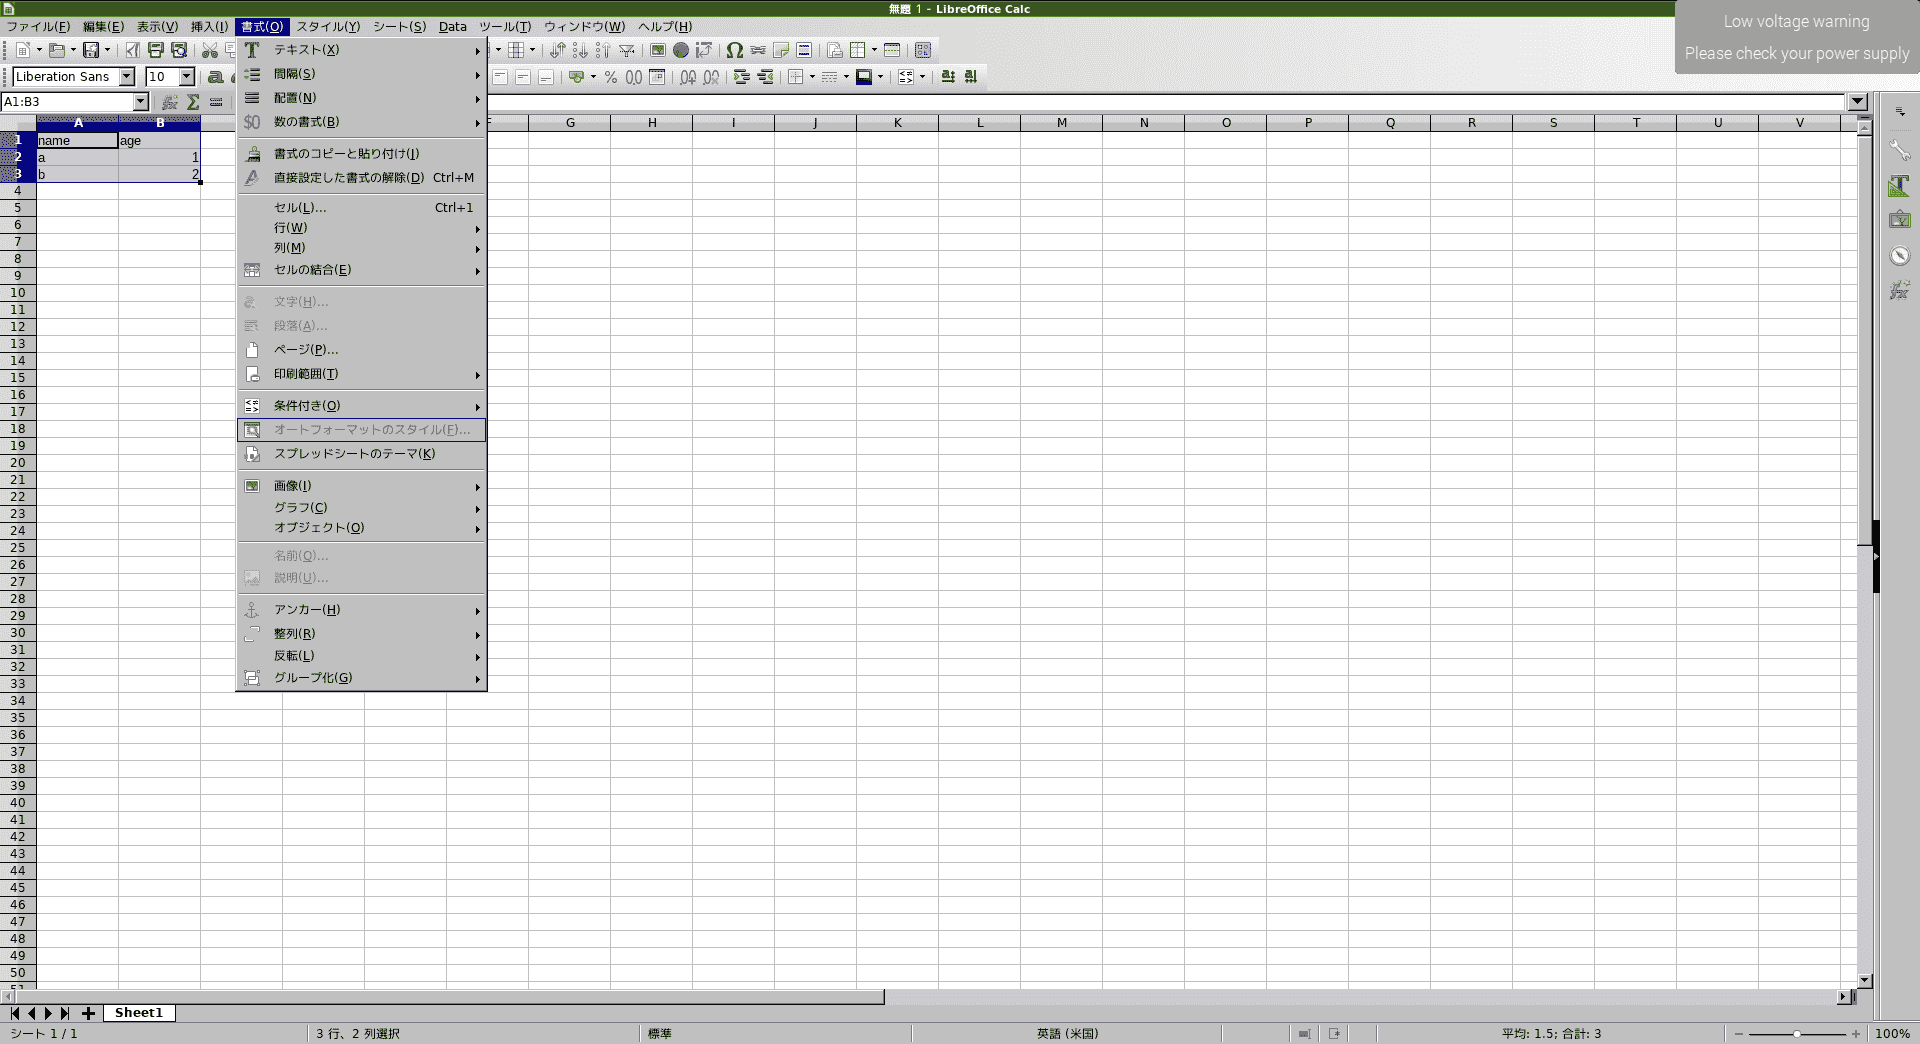 無題 1 - LibreOffice Calc
Low voltage warning
Please check your power supply
ファイル(F) 編集(E) 表示(V) 挿入(I) 書式(O) スタイル(Y) シート(S) Data ツール(T) ウィンドウ(W) ヘルプ(H)
Liberation Sans 10
A1:B3
テキスト(X)
間隔(S)
配置(N)
数の書式(B)
書式のコピーと貼り付け(I)
直接設定した書式の解除(D) Ctrl+M
セル(L)... Ctrl+1
行(W)
列(M)
セルの結合(E)
文字(H)...
段落(A)...
ページ(P)...
印刷範囲(T)
条件付き(O)
オートフォーマットのスタイル(F)...
スプレッドシートのテーマ(K)
画像(I)
グラフ(C)
オブジェクト(O)
名前(Q)...
説明(U)...
アンカー(H)
整列(R)
反転(L)
グループ化(G)
A B F G H I J K L M N O P Q R S T U V
1 name age
2 a 1
3 b 2
4
5
6
7
8
9
10
11
12
13
14
15
16
17
18
19
20
21
22
23
24
25
26
27
28
29
30
31
32
33
34
35
36
37
38
39
40
41
42
43
44
45
46
47
48
49
50
51
Sheet1
シート 1 / 1 3 行、2 列選択 標準 英語 (米国) 平均: 1.5; 合計: 3 100%